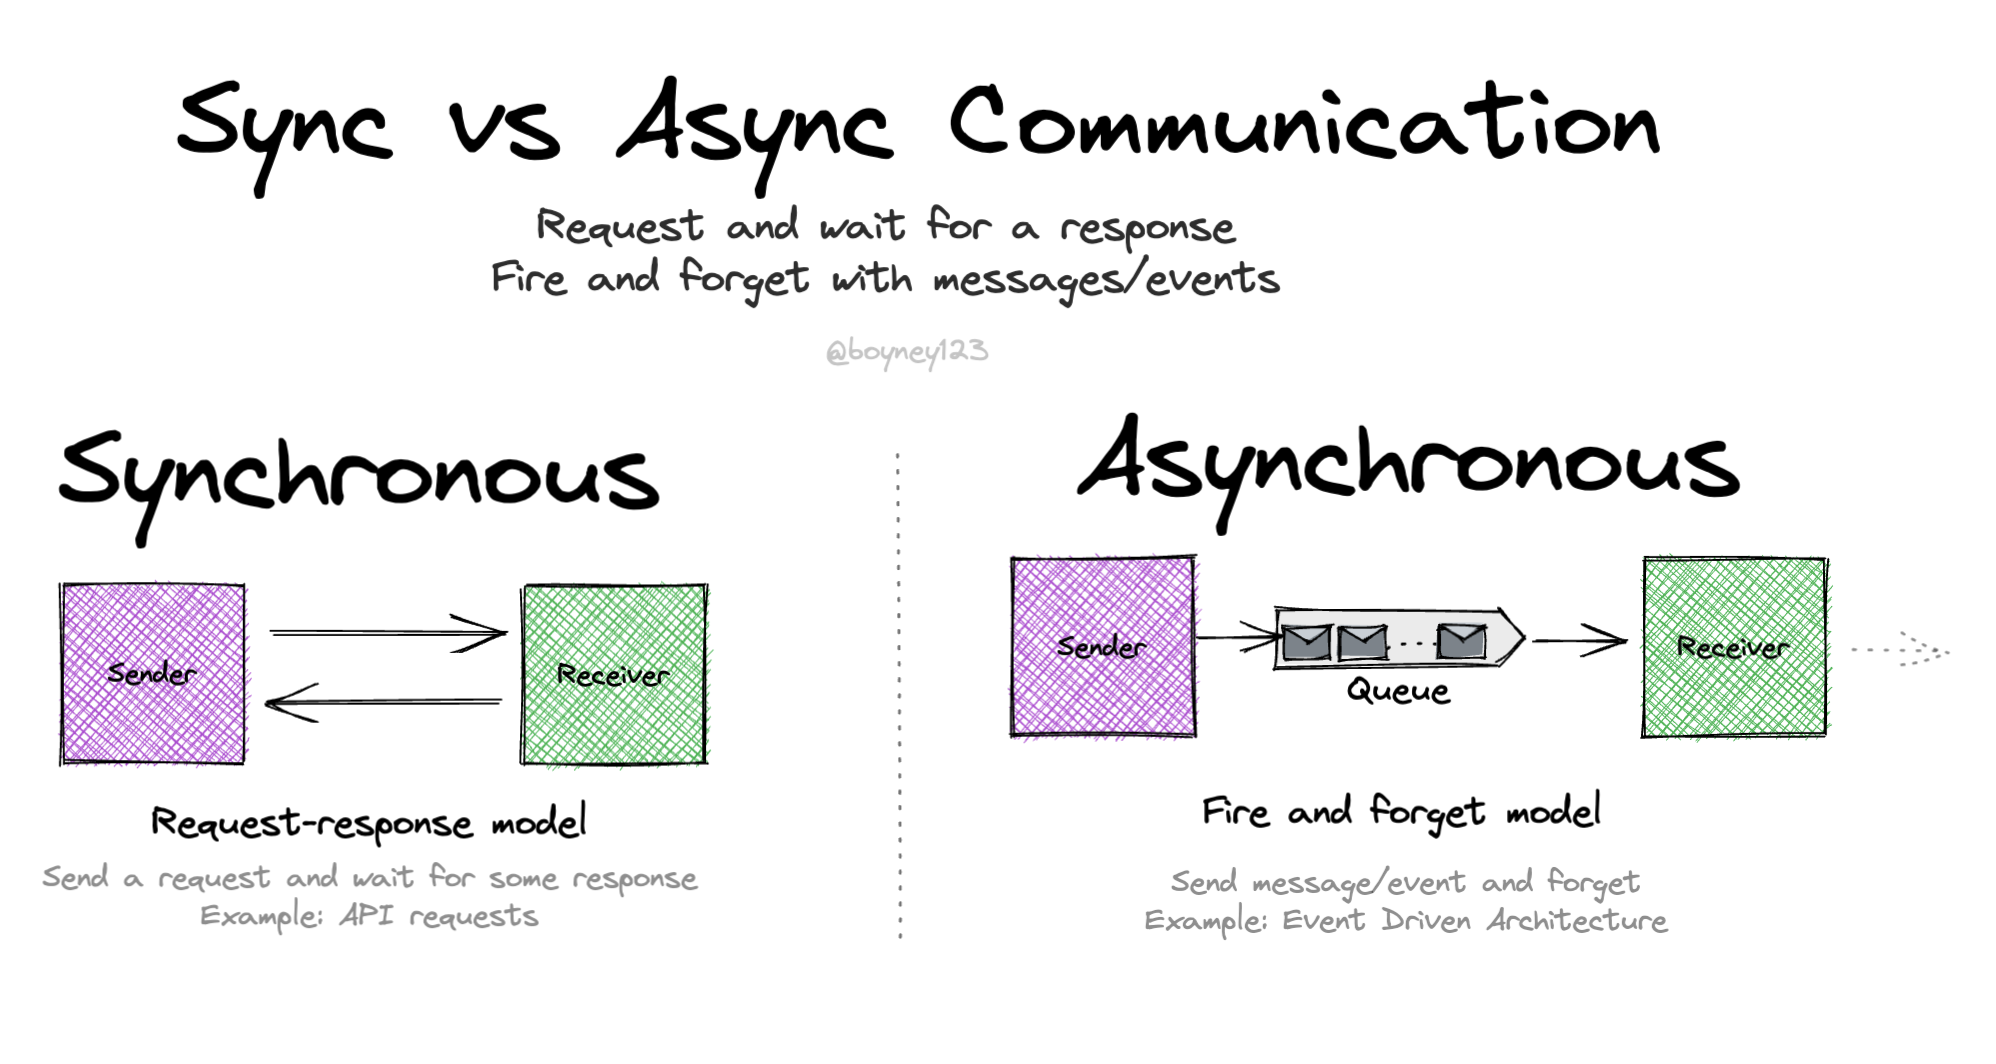 Sync vs Async Communication
Request and wait for a response
Fire and forget with messages/events
@boyney123
Synchronous
Sender
Receiver
Request-response model
Send a request and wait for some response
Example: API requests
Asynchronous
Sender
Queue
Receiver
Fire and forget model
Send message/event and forget
Example: Event Driven Architecture